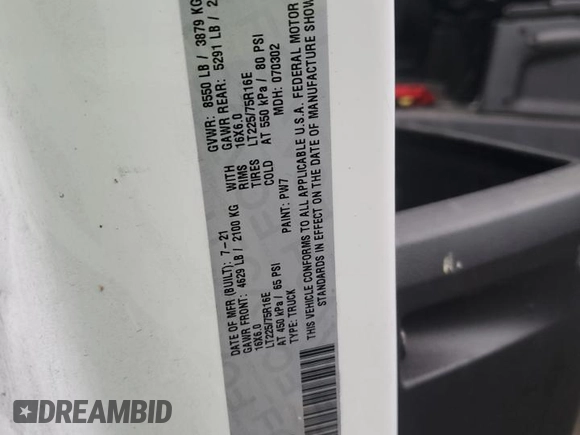 DATE OF MFR (BUILT): 7-21 GVWR: 8550 LB / 3879 KG
GAWR FRONT: 4629 LB / 2100 KG WITH GAWR REAR: 5291 LB / 2
16X6.0 RIMS 16X6.0
LT225/75R16E TIRES LT225/75R16E
AT 450 kPa / 65 PSI COLD AT 550 kPa / 80 PSI
TYPE: TRUCK PAINT: PW7 MDH: 070302
THIS VEHICLE CONFORMS TO ALL APPLICABLE U.S.A. FEDERAL MOTOR
STANDARDS IN EFFECT ON THE DATE OF MANUFACTURE SHOW
DREAMBID